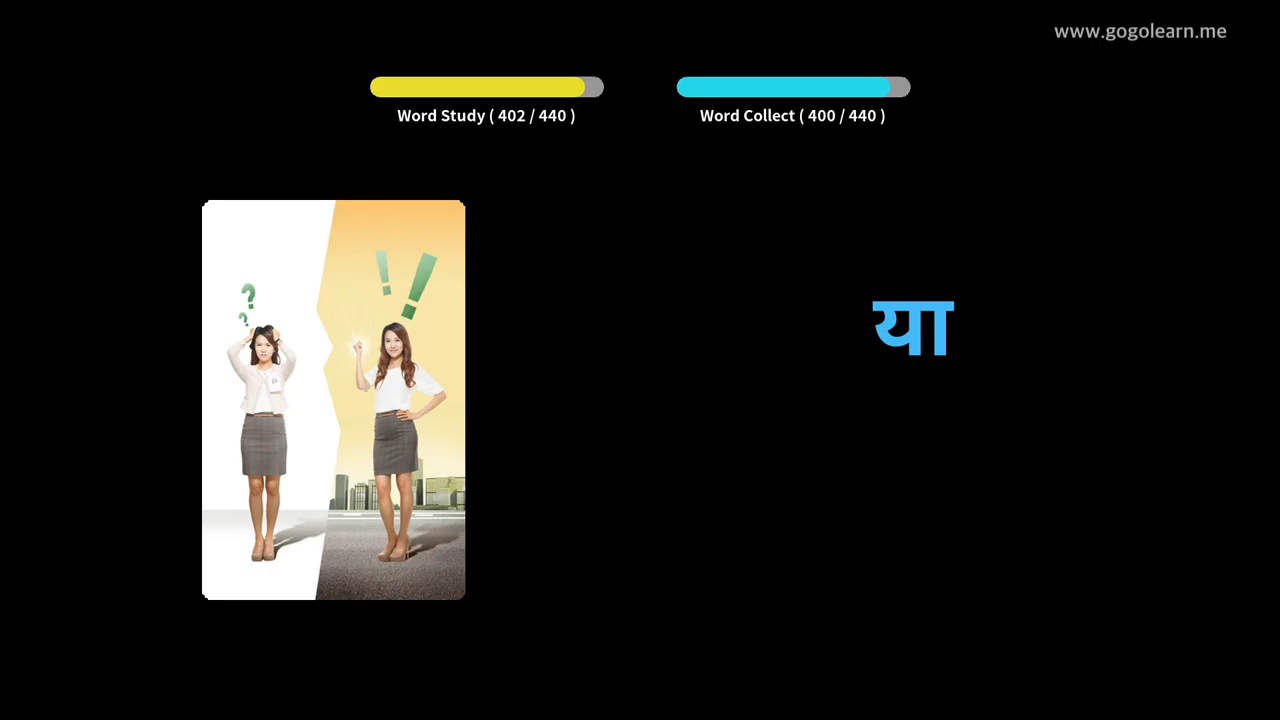 www.gogolearn.me
Word Study ( 402 / 440 )
Word Collect ( 400 / 440 )
? ! !
?
या